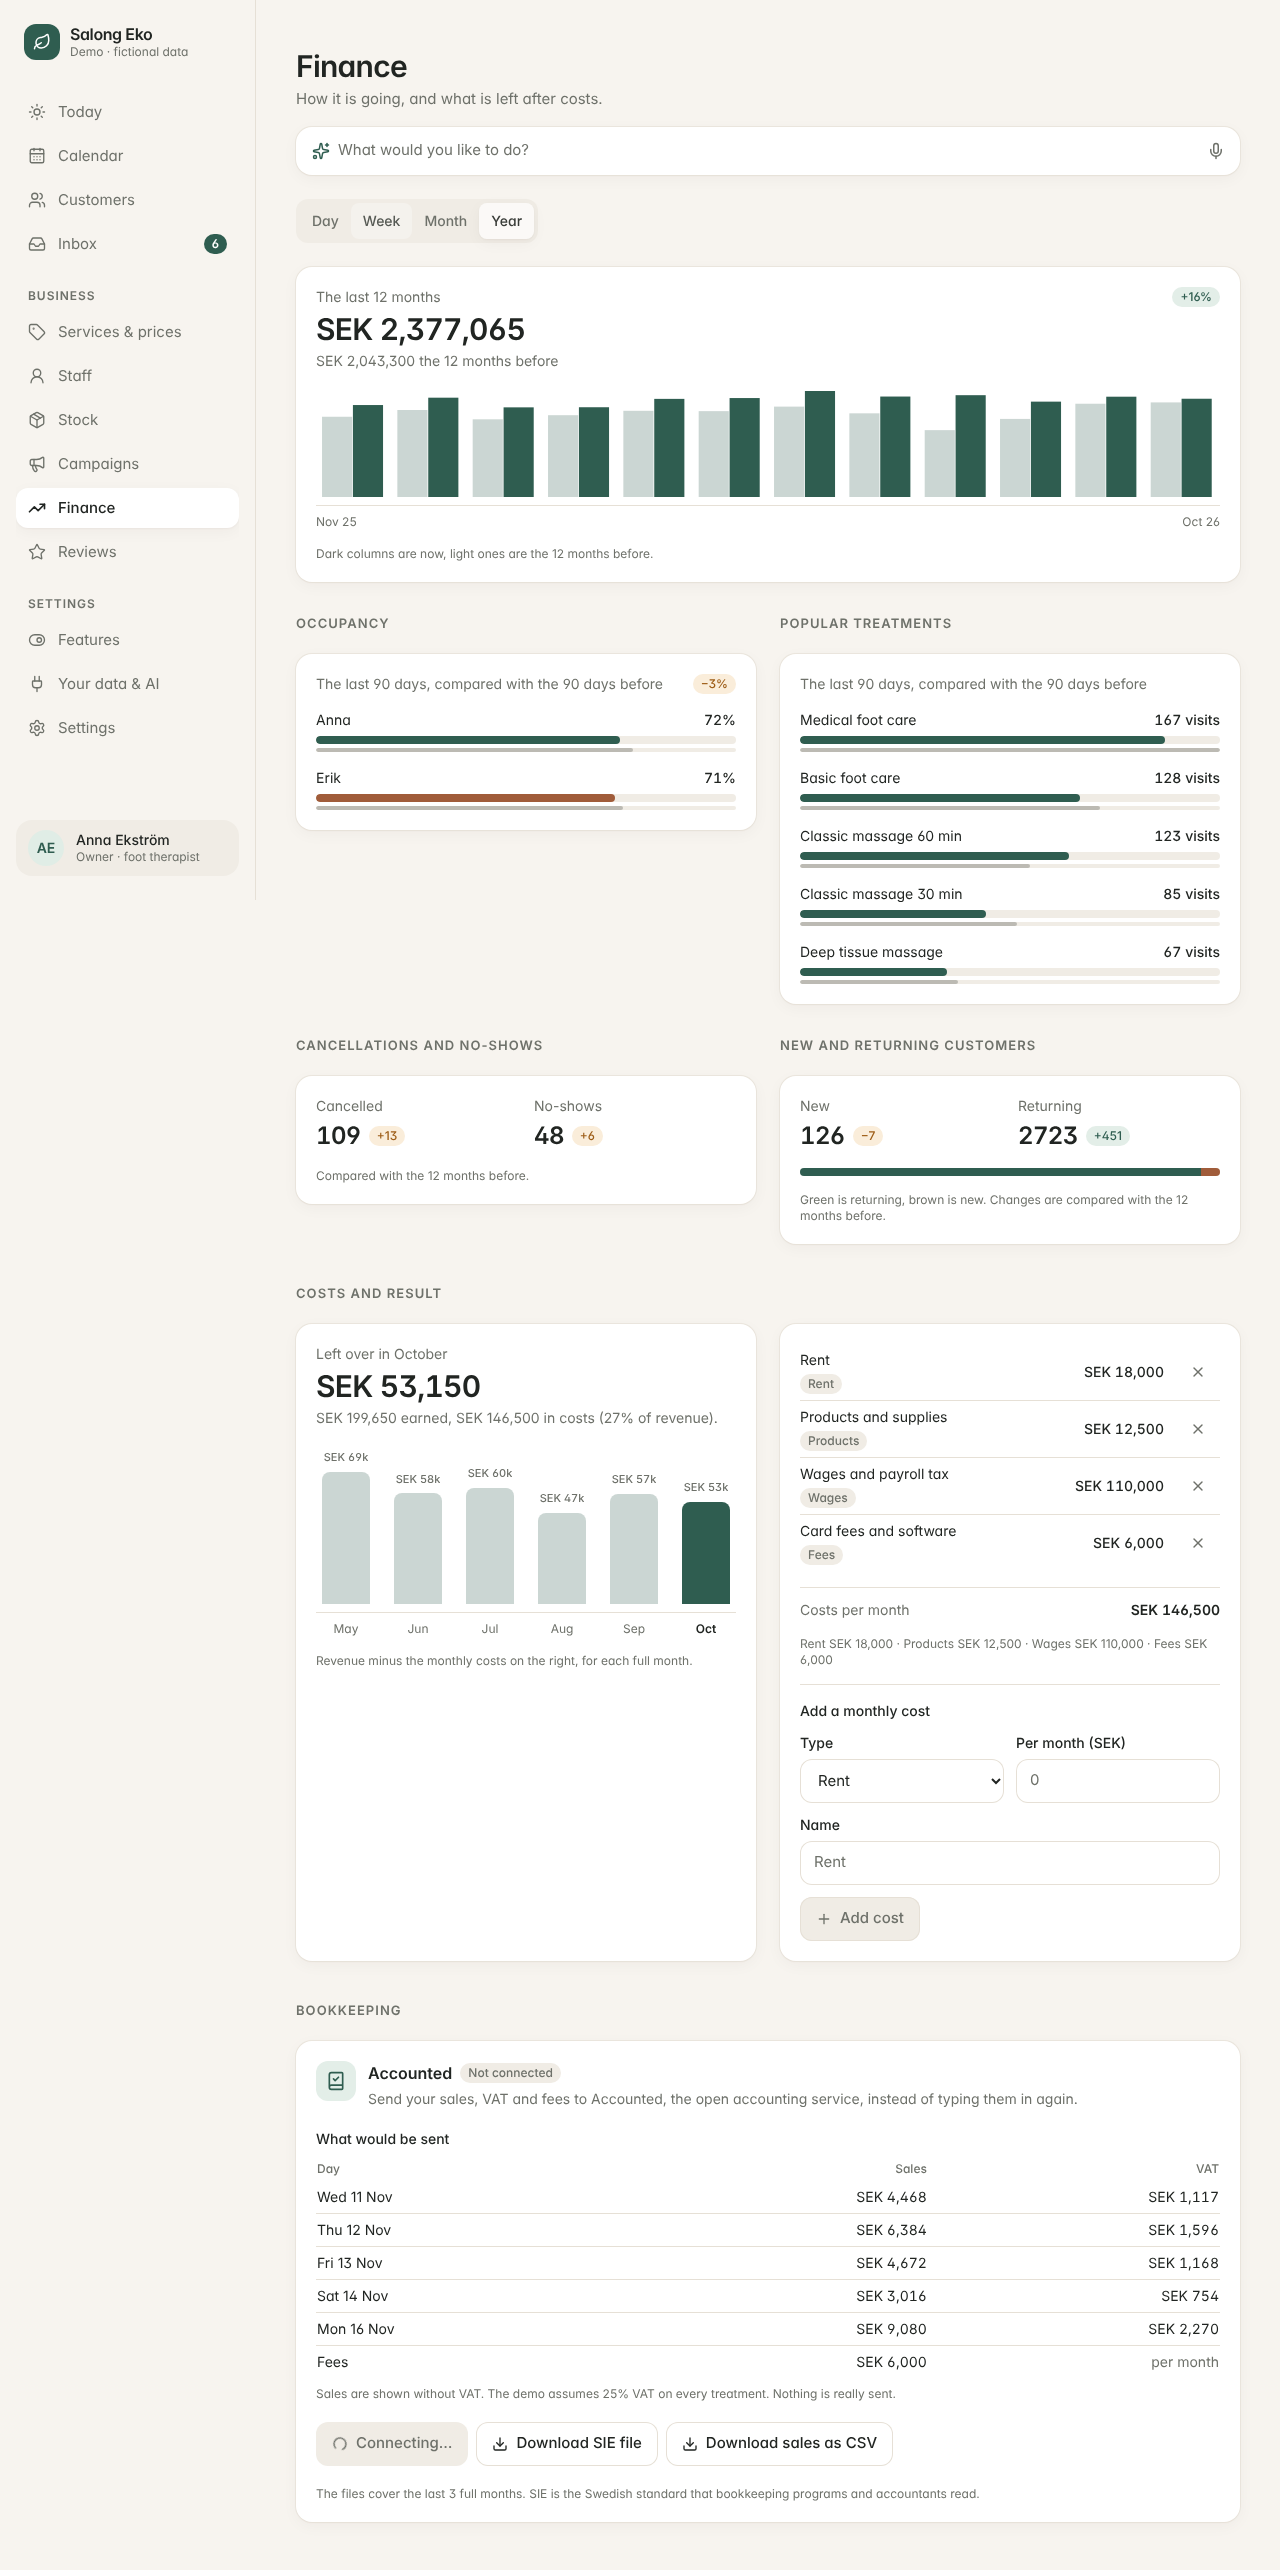 Salong Eko
Demo · fictional data
Today
Calendar
Customers
Inbox
6
BUSINESS
Services & prices
Staff
Stock
Campaigns
Finance
Reviews
SETTINGS
Features
Your data & AI
Settings
AE
Anna Ekström
Owner · foot therapist
Finance
How it is going, and what is left after costs.
What would you like to do?
Day Week Month Year
The last 12 months
+16%
SEK 2,377,065
SEK 2,043,300 the 12 months before
Nov 25
Oct 26
Dark columns are now, light ones are the 12 months before.
OCCUPANCY
The last 90 days, compared with the 90 days before
−3%
Anna 72%
Erik 71%
POPULAR TREATMENTS
The last 90 days, compared with the 90 days before
Medical foot care 167 visits
Basic foot care 128 visits
Classic massage 60 min 123 visits
Classic massage 30 min 85 visits
Deep tissue massage 67 visits
CANCELLATIONS AND NO-SHOWS
Cancelled
109 +13
No-shows
48 +6
Compared with the 12 months before.
NEW AND RETURNING CUSTOMERS
New
126 −7
Returning
2723 +451
Green is returning, brown is new. Changes are compared with the 12
months before.
COSTS AND RESULT
Left over in October
SEK 53,150
SEK 199,650 earned, SEK 146,500 in costs (27% of revenue).
SEK 69k
SEK 58k
SEK 60k
SEK 47k
SEK 57k
SEK 53k
May Jun Jul Aug Sep Oct
Revenue minus the monthly costs on the right, for each full month.
Rent
Rent
SEK 18,000
Products and supplies
Products
SEK 12,500
Wages and payroll tax
Wages
SEK 110,000
Card fees and software
Fees
SEK 6,000
Costs per month SEK 146,500
Rent SEK 18,000 · Products SEK 12,500 · Wages SEK 110,000 · Fees SEK
6,000
Add a monthly cost
Type
Rent
Per month (SEK)
0
Name
Rent
Add cost
BOOKKEEPING
Accounted Not connected
Send your sales, VAT and fees to Accounted, the open accounting service, instead of typing them in again.
What would be sent
Day Sales VAT
Wed 11 Nov SEK 4,468 SEK 1,117
Thu 12 Nov SEK 6,384 SEK 1,596
Fri 13 Nov SEK 4,672 SEK 1,168
Sat 14 Nov SEK 3,016 SEK 754
Mon 16 Nov SEK 9,080 SEK 2,270
Fees SEK 6,000 per month
Sales are shown without VAT. The demo assumes 25% VAT on every treatment. Nothing is really sent.
Connecting…
Download SIE file
Download sales as CSV
The files cover the last 3 full months. SIE is the Swedish standard that bookkeeping programs and accountants read.